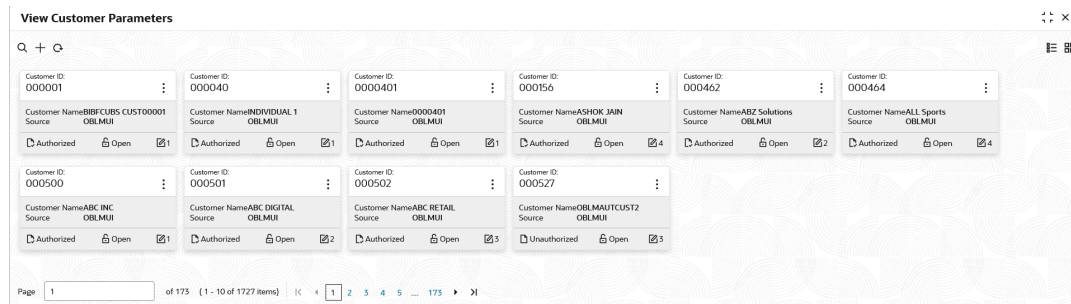 View Customer Parameters
Customer ID: Customer ID: Customer ID: Customer ID: Customer ID: Customer ID:
000001 000040 0000401 000156 000462 000464
Customer NameBIBFCUBS CUST00001 Customer NameINDIVIDUAL 1 Customer Name0000401 Customer NameASHOK JAIN Customer NameABZ Solutions Customer NameALL Sports
Source OBLMUI Source OBLMUI Source OBLMUI Source OBLMUI Source OBLMUI Source OBLMUI
Authorized Open 1 Authorized Open 1 Authorized Open 1 Authorized Open 4 Authorized Open 2 Authorized Open 4
Customer ID: Customer ID: Customer ID: Customer ID:
000500 000501 000502 000527
Customer NameABC INC Customer NameABC DIGITAL Customer NameABC RETAIL Customer NameOBLMAUTCUST2
Source OBLMUI Source OBLMUI Source OBLMUI Source OBLMUI
Authorized Open 1 Authorized Open 2 Authorized Open 3 Unauthorized Open 3
Page 1 of 173 (1 - 10 of 1727 items) 1 2 3 4 5 .... 173